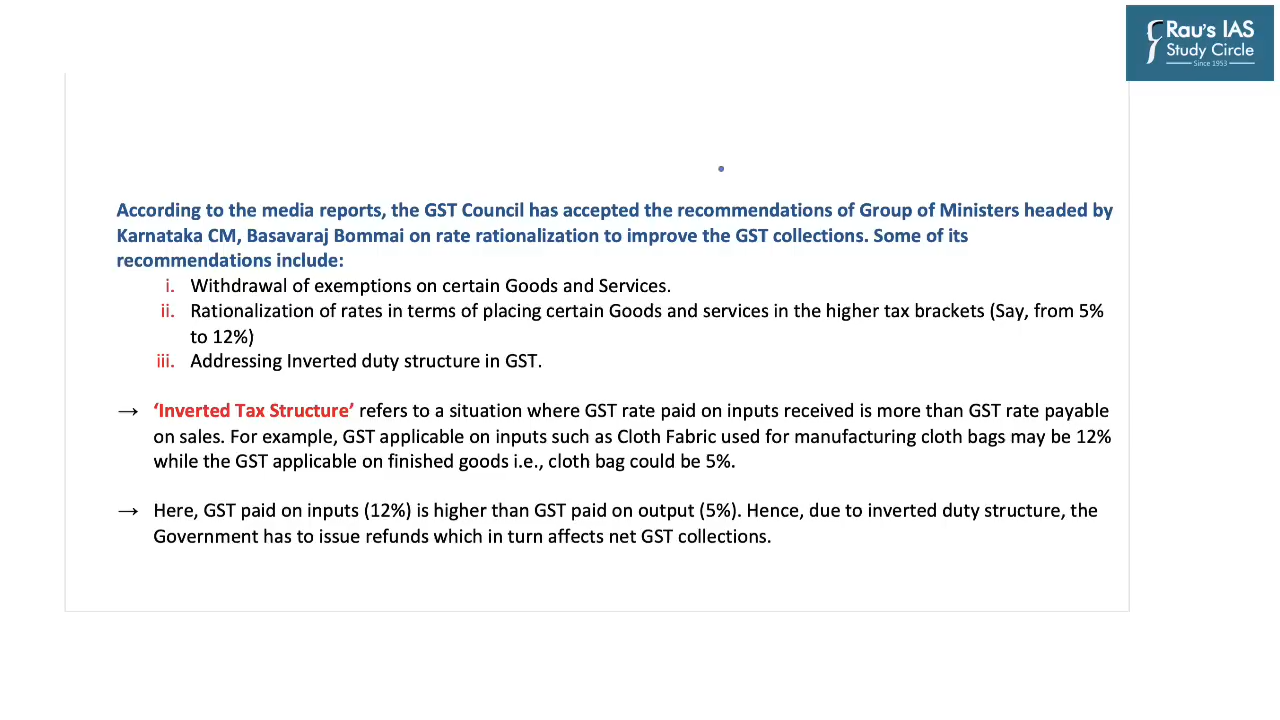 Rau's IAS
Study Circle
Since 1953
According to the media reports, the GST Council has accepted the recommendations of Group of Ministers headed by
Karnataka CM, Basavaraj Bommai on rate rationalization to improve the GST collections. Some of its
recommendations include:
i. Withdrawal of exemptions on certain Goods and Services.
ii. Rationalization of rates in terms of placing certain Goods and services in the higher tax brackets (Say, from 5%
to 12%)
iii. Addressing Inverted duty structure in GST.
→ ‘Inverted Tax Structure’ refers to a situation where GST rate paid on inputs received is more than GST rate payable
on sales. For example, GST applicable on inputs such as Cloth Fabric used for manufacturing cloth bags may be 12%
while the GST applicable on finished goods i.e., cloth bag could be 5%.
→ Here, GST paid on inputs (12%) is higher than GST paid on output (5%). Hence, due to inverted duty structure, the
Government has to issue refunds which in turn affects net GST collections.